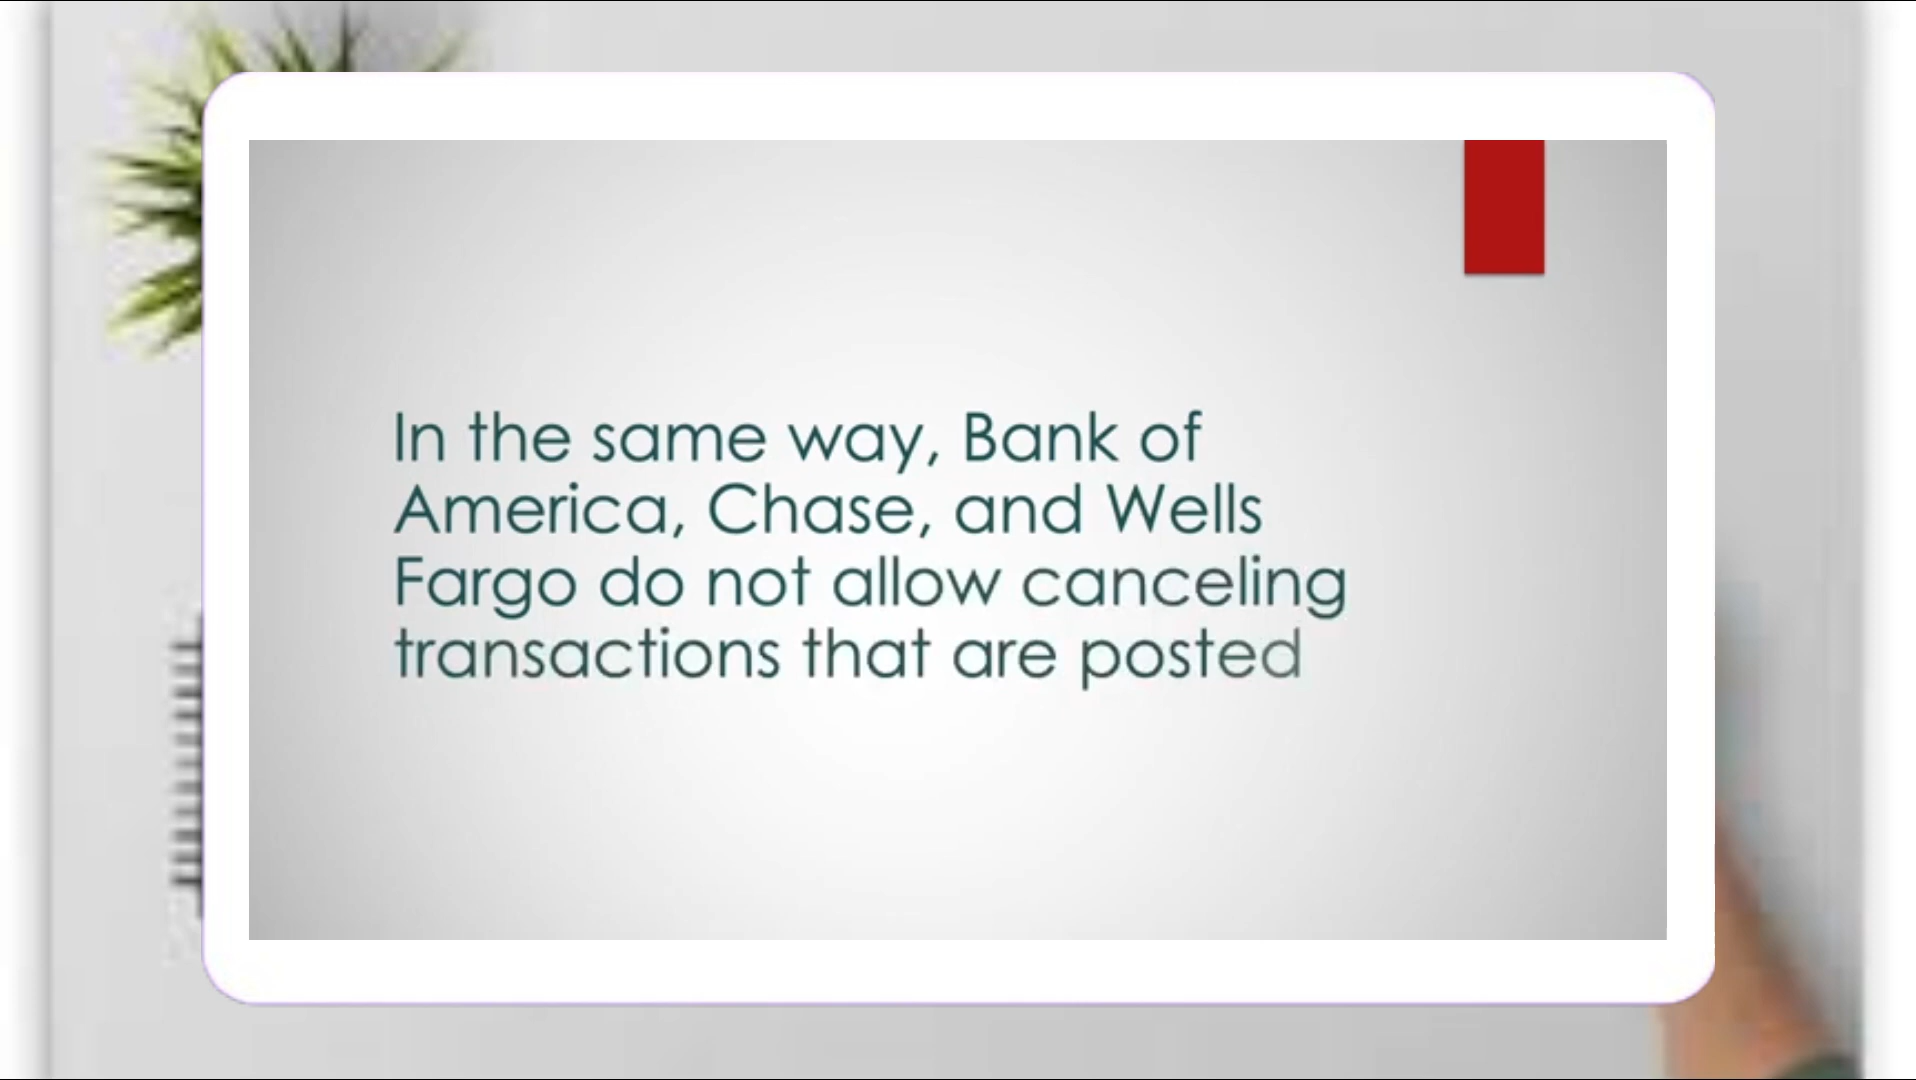 In the same way, Bank of
America, Chase, and Wells
Fargo do not allow canceling
transactions that are posted